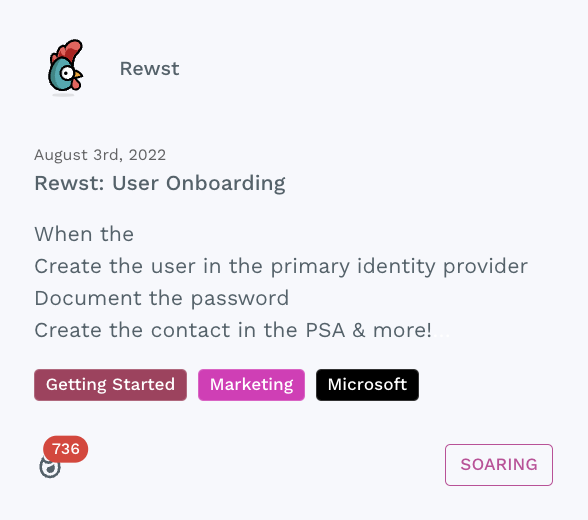 Rewst
August 3rd, 2022
Rewst: User Onboarding
When the
Create the user in the primary identity provider
Document the password
Create the contact in the PSA & more!...
Getting Started Marketing Microsoft
736
SOARING